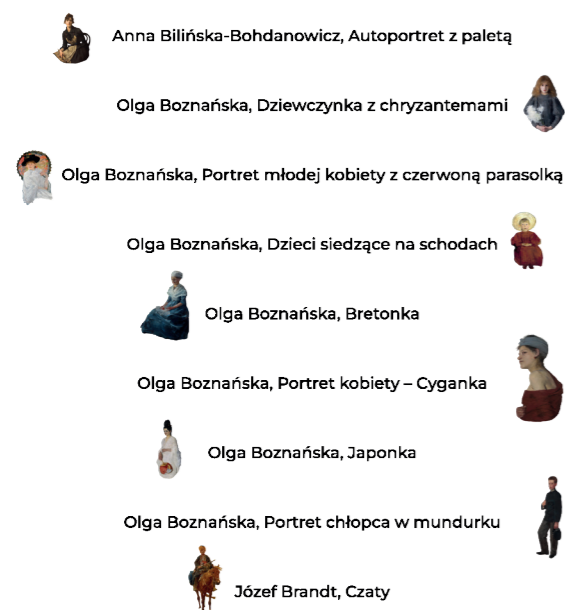 Anna Bilińska-Bohdanowicz, Autoportret z paletą
Olga Boznańska, Dziewczynka z chryzantemami
Olga Boznańska, Portret młodej kobiety z czerwoną parasolką
Olga Boznańska, Dzieci siedzące na schodach
Olga Boznańska, Bretonka
Olga Boznańska, Portret kobiety – Cyganka
Olga Boznańska, Japonka
Olga Boznańska, Portret chłopca w mundurku
Józef Brandt, Czaty